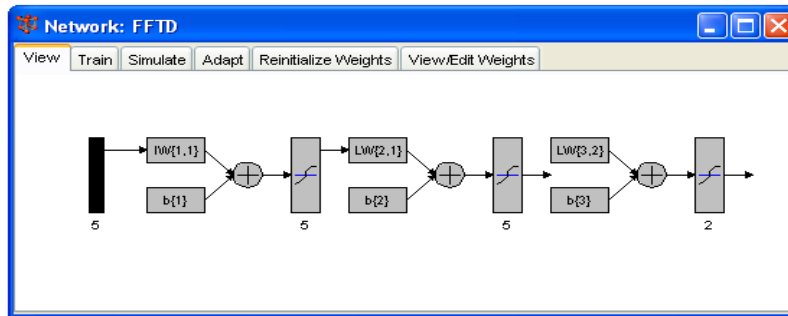 Network: FFTD
View Train Simulate Adapt Reinitialize Weights View/Edit Weights
IW{1,1} LW{2,1} LW{3,2}
b{1} b{2} b{3}
5 5 5 2